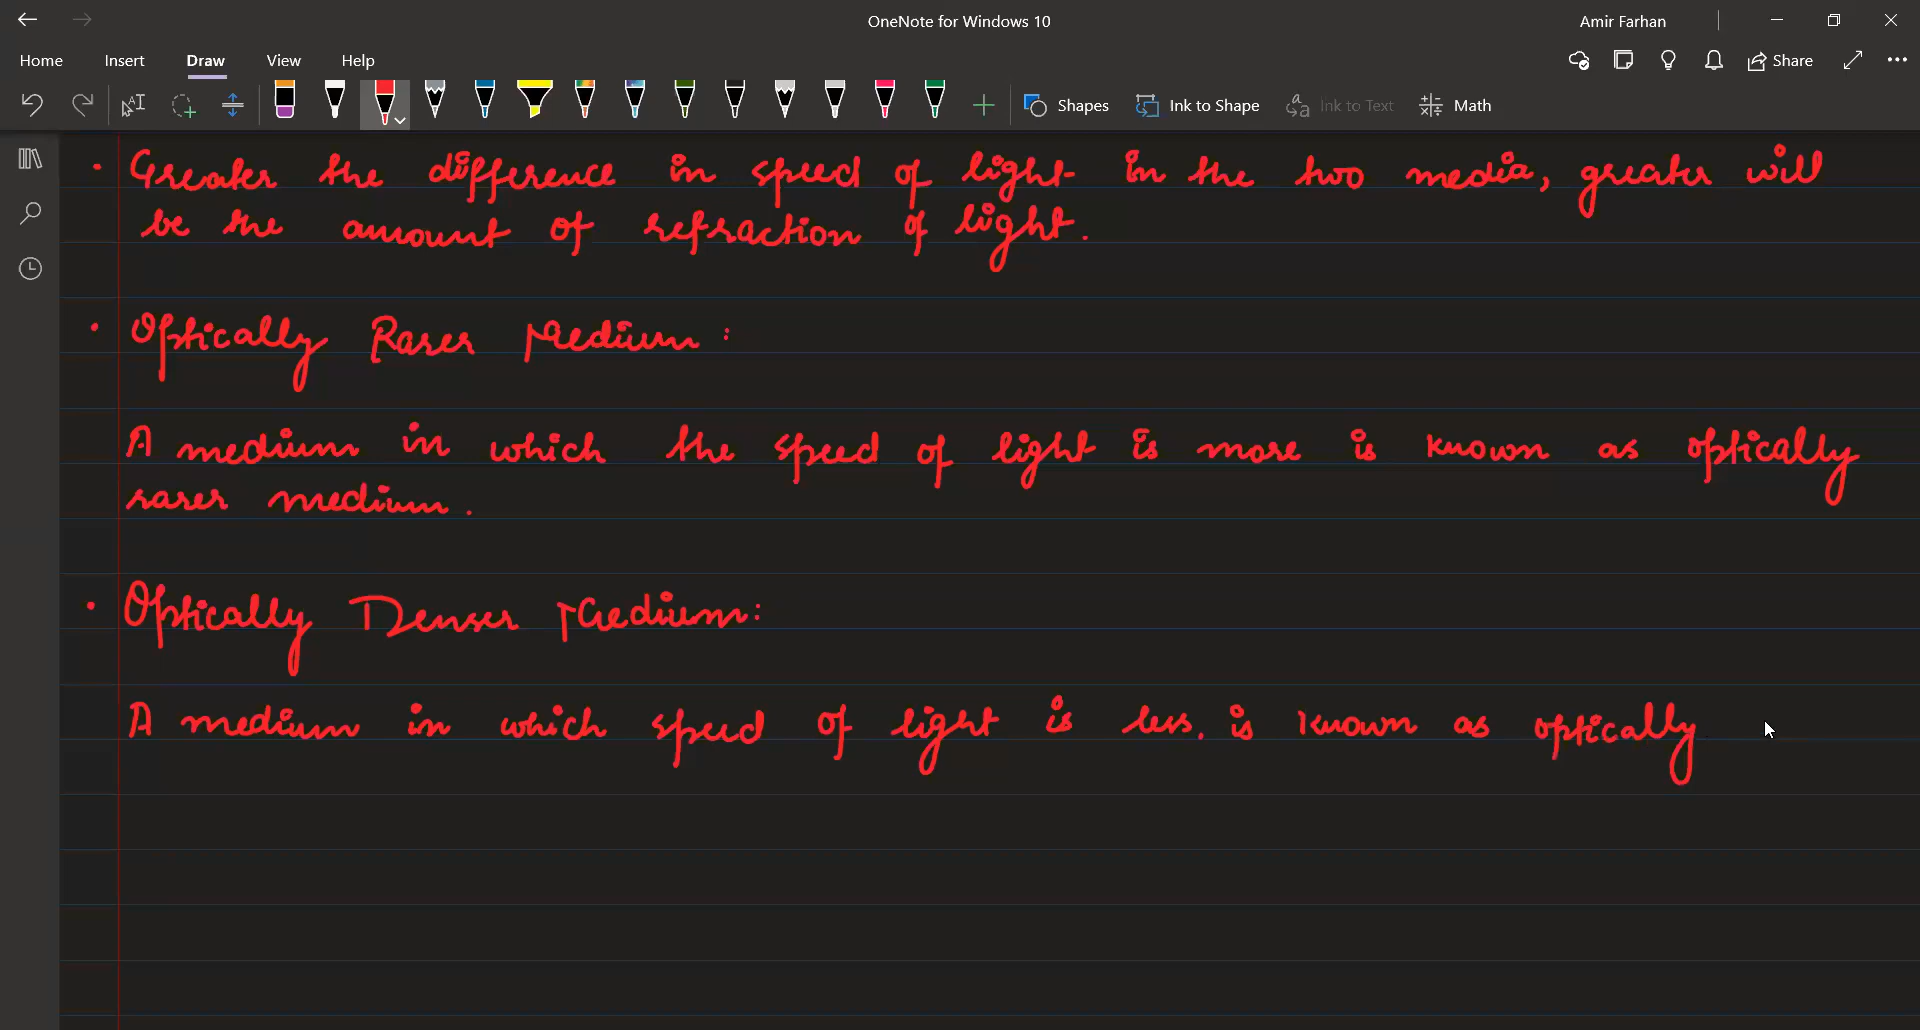 OneNote for Windows 10
Amir Farhan
Home Insert Draw View Help
Share
Shapes Ink to Shape Ink to Text Math
• Greater the difference in speed of light in the two media, greater will
be the amount of refraction of light.
• Optically Rarer Medium :
A medium in which the speed of light is more is known as optically
rarer medium.
• Optically Denser Medium:
A medium in which speed of light is less. is known as optically